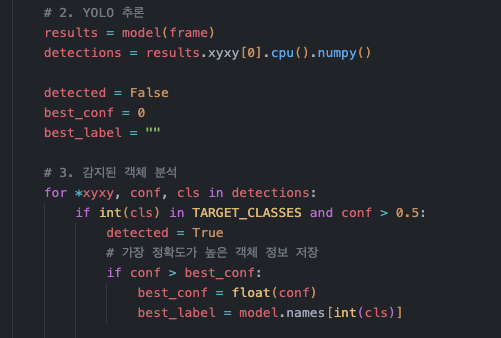 # 2. YOLO 추론
results = model(frame)
detections = results.xyxy[0].cpu().numpy()
detected = False
best_conf = 0
best_label = ""
# 3. 감지된 객체 분석
for *xyxy, conf, cls in detections:
if int(cls) in TARGET_CLASSES and conf > 0.5:
detected = True
# 가장 정확도가 높은 객체 정보 저장
if conf > best_conf:
best_conf = float(conf)
best_label = model.names[int(cls)]